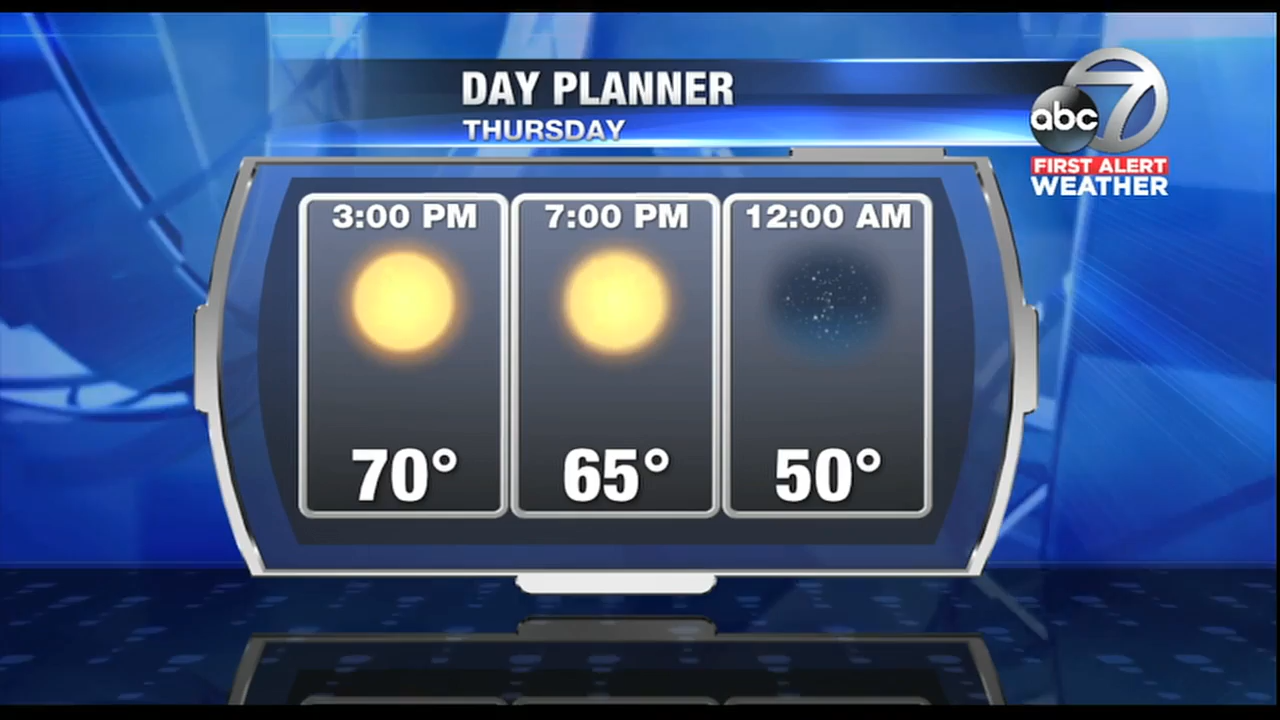 DAY PLANNER
THURSDAY
abc 7
FIRST ALERT
WEATHER
3:00 PM
7:00 PM
12:00 AM
70°
65°
50°